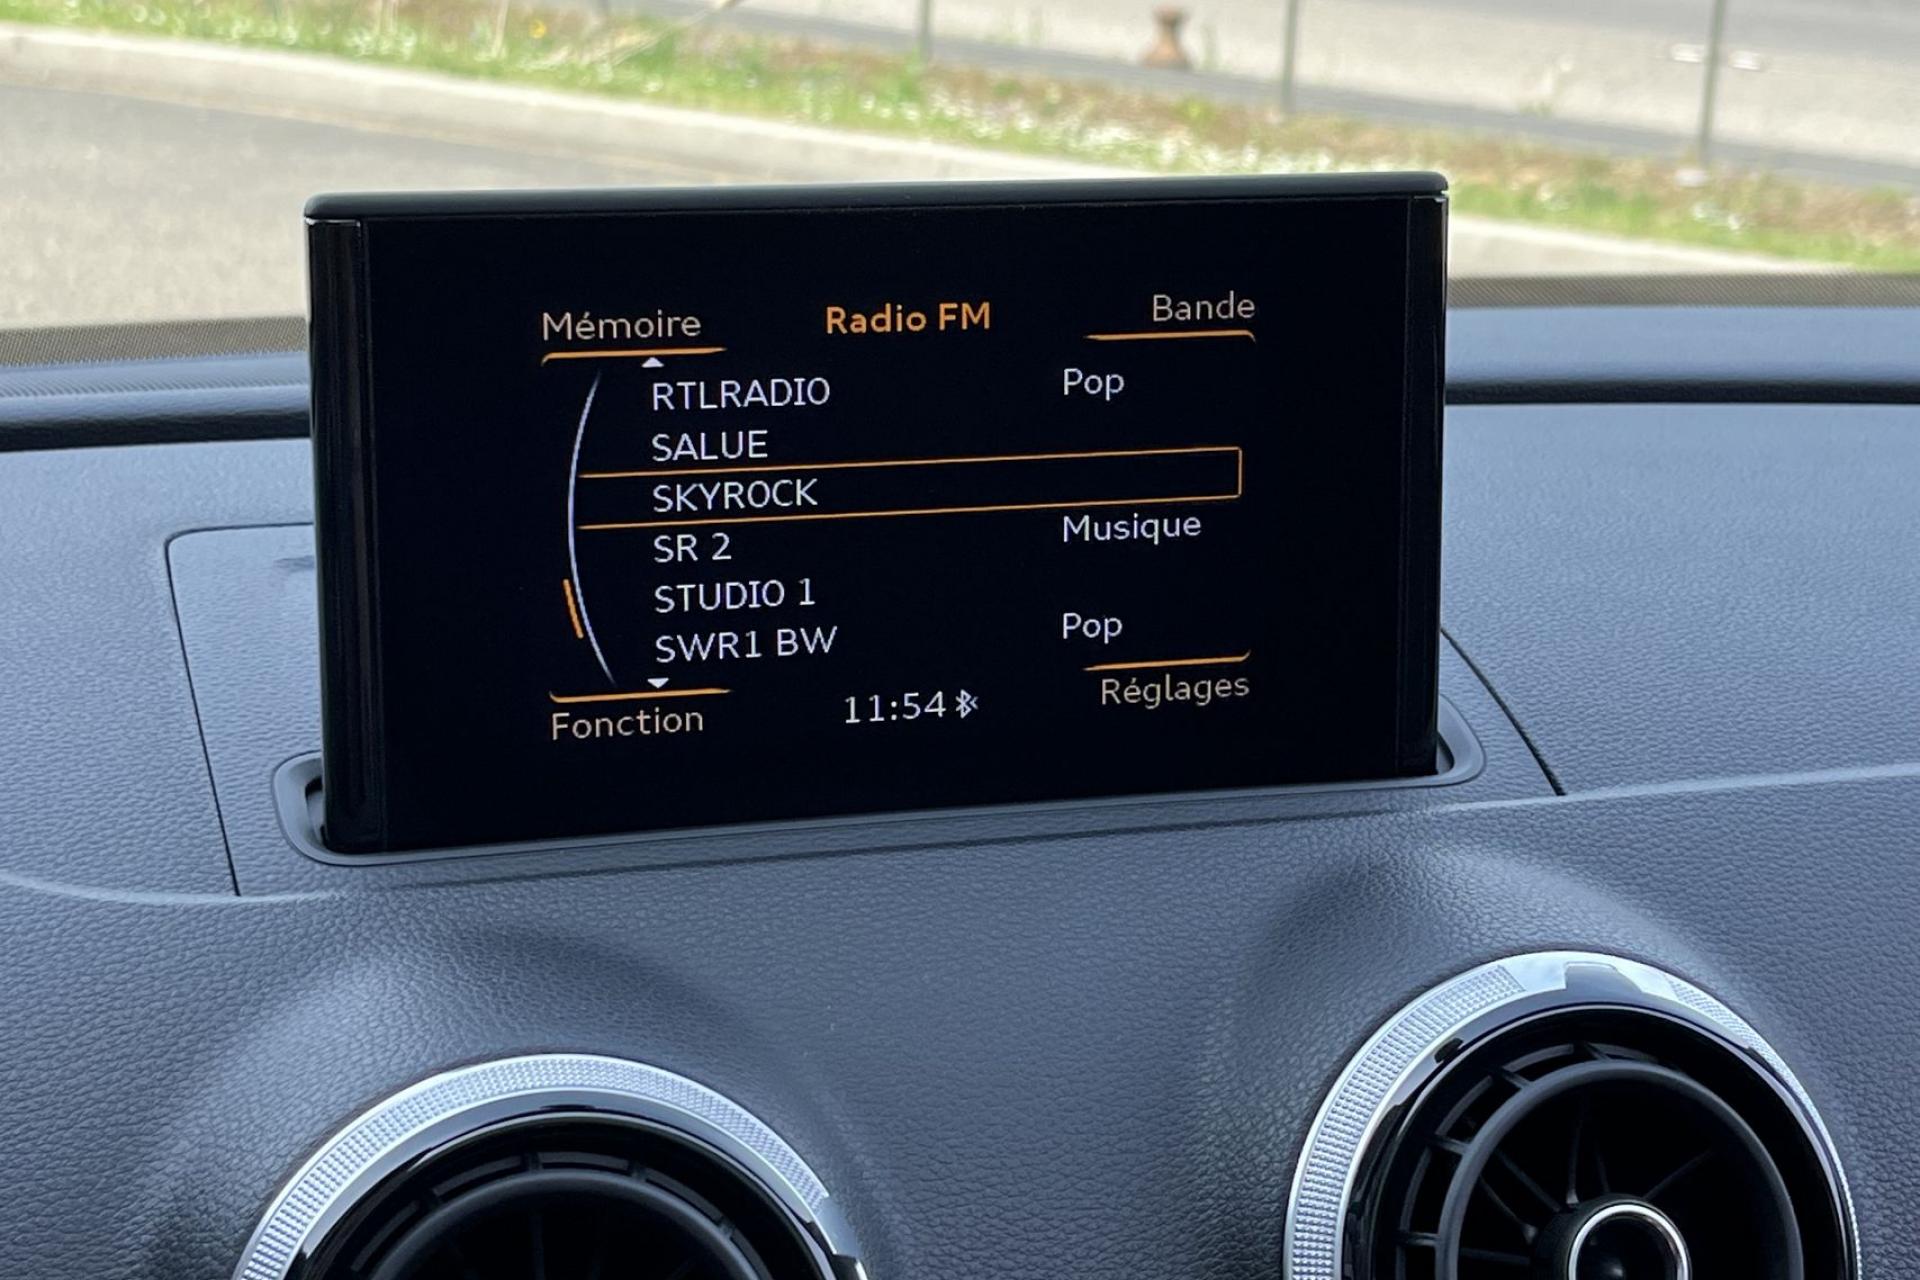 Mémoire Radio FM Bande
RTLRADIO Pop
SALUE
SKYROCK
SR 2 Musique
STUDIO 1
SWR1 BW Pop
Fonction 11:54 Réglages